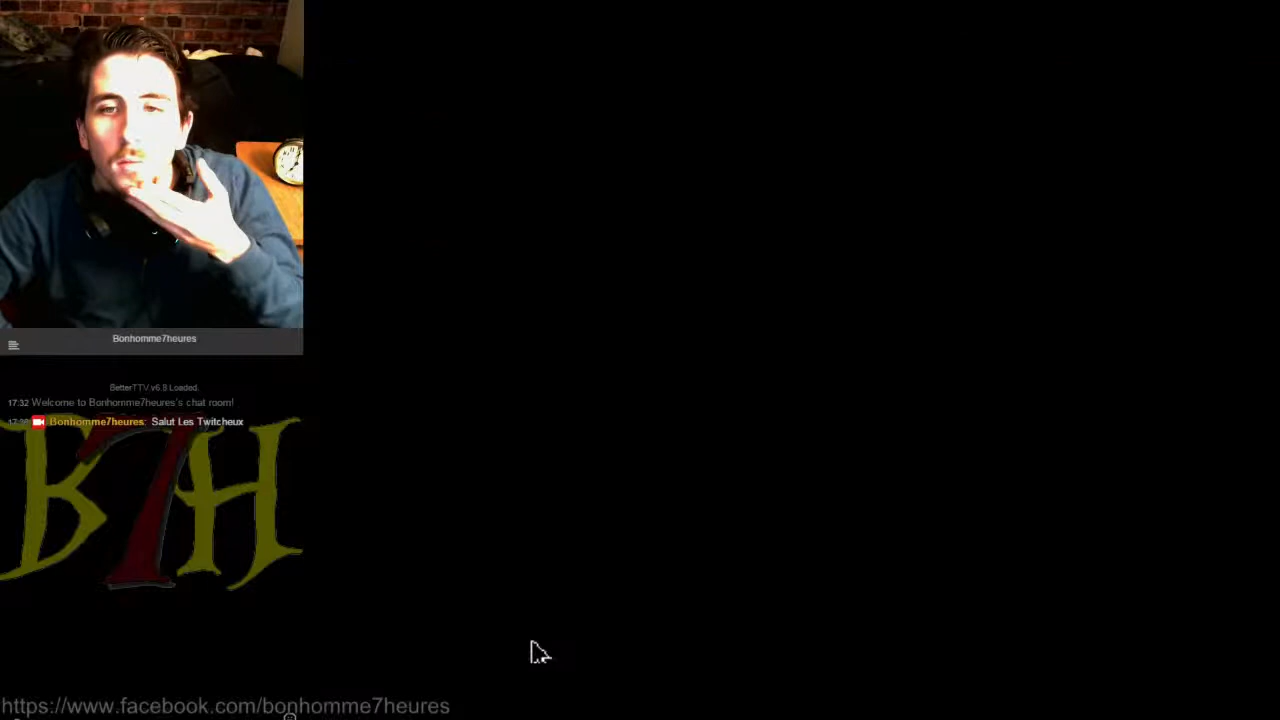 Bonhomme7heures
BetterTTV v6.8 Loaded.
17:32 Welcome to Bonhomme7heures's chat room!
Bonhomme7heures: Salut Les Twitcheux
B7H
https://www.facebook.com/bonhomme7heures